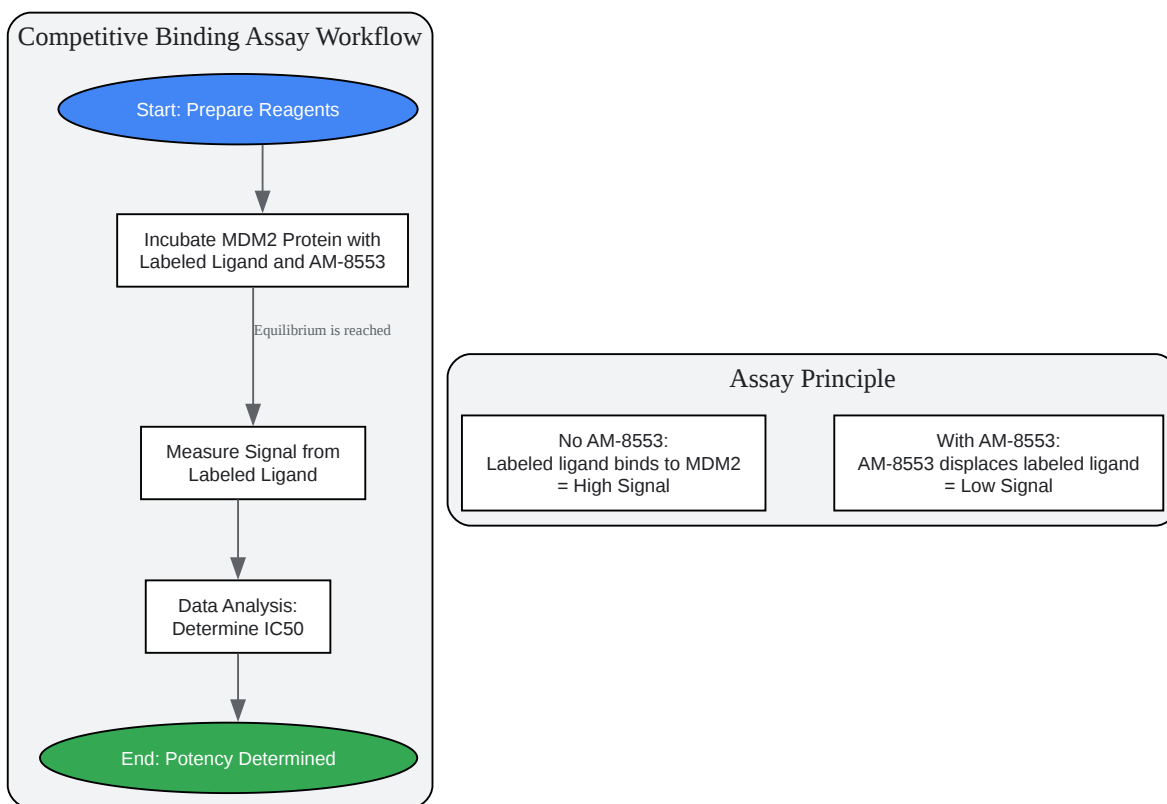 Competitive Binding Assay Workflow
Start: Prepare Reagents
Incubate MDM2 Protein with
Labeled Ligand and AM-8553
Equilibrium is reached
Measure Signal from
Labeled Ligand
Data Analysis:
Determine IC50
End: Potency Determined
Assay Principle
No AM-8553:
Labeled ligand binds to MDM2
= High Signal
With AM-8553:
AM-8553 displaces labeled ligand
= Low Signal